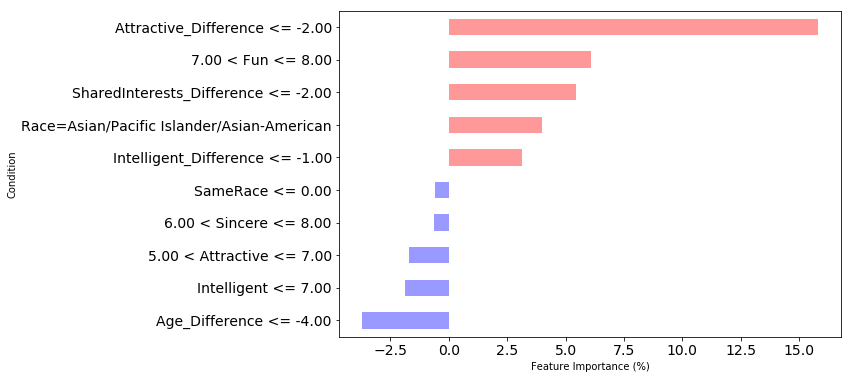 Attractive_Difference <= -2.00
7.00 < Fun <= 8.00
SharedInterests_Difference <= -2.00
Race=Asian/Pacific Islander/Asian-American
Intelligent_Difference <= -1.00
SameRace <= 0.00
6.00 < Sincere <= 8.00
5.00 < Attractive <= 7.00
Intelligent <= 7.00
Age_Difference <= -4.00
Condition
−2.5 0.0 2.5 5.0 7.5 10.0 12.5 15.0
Feature Importance (%)